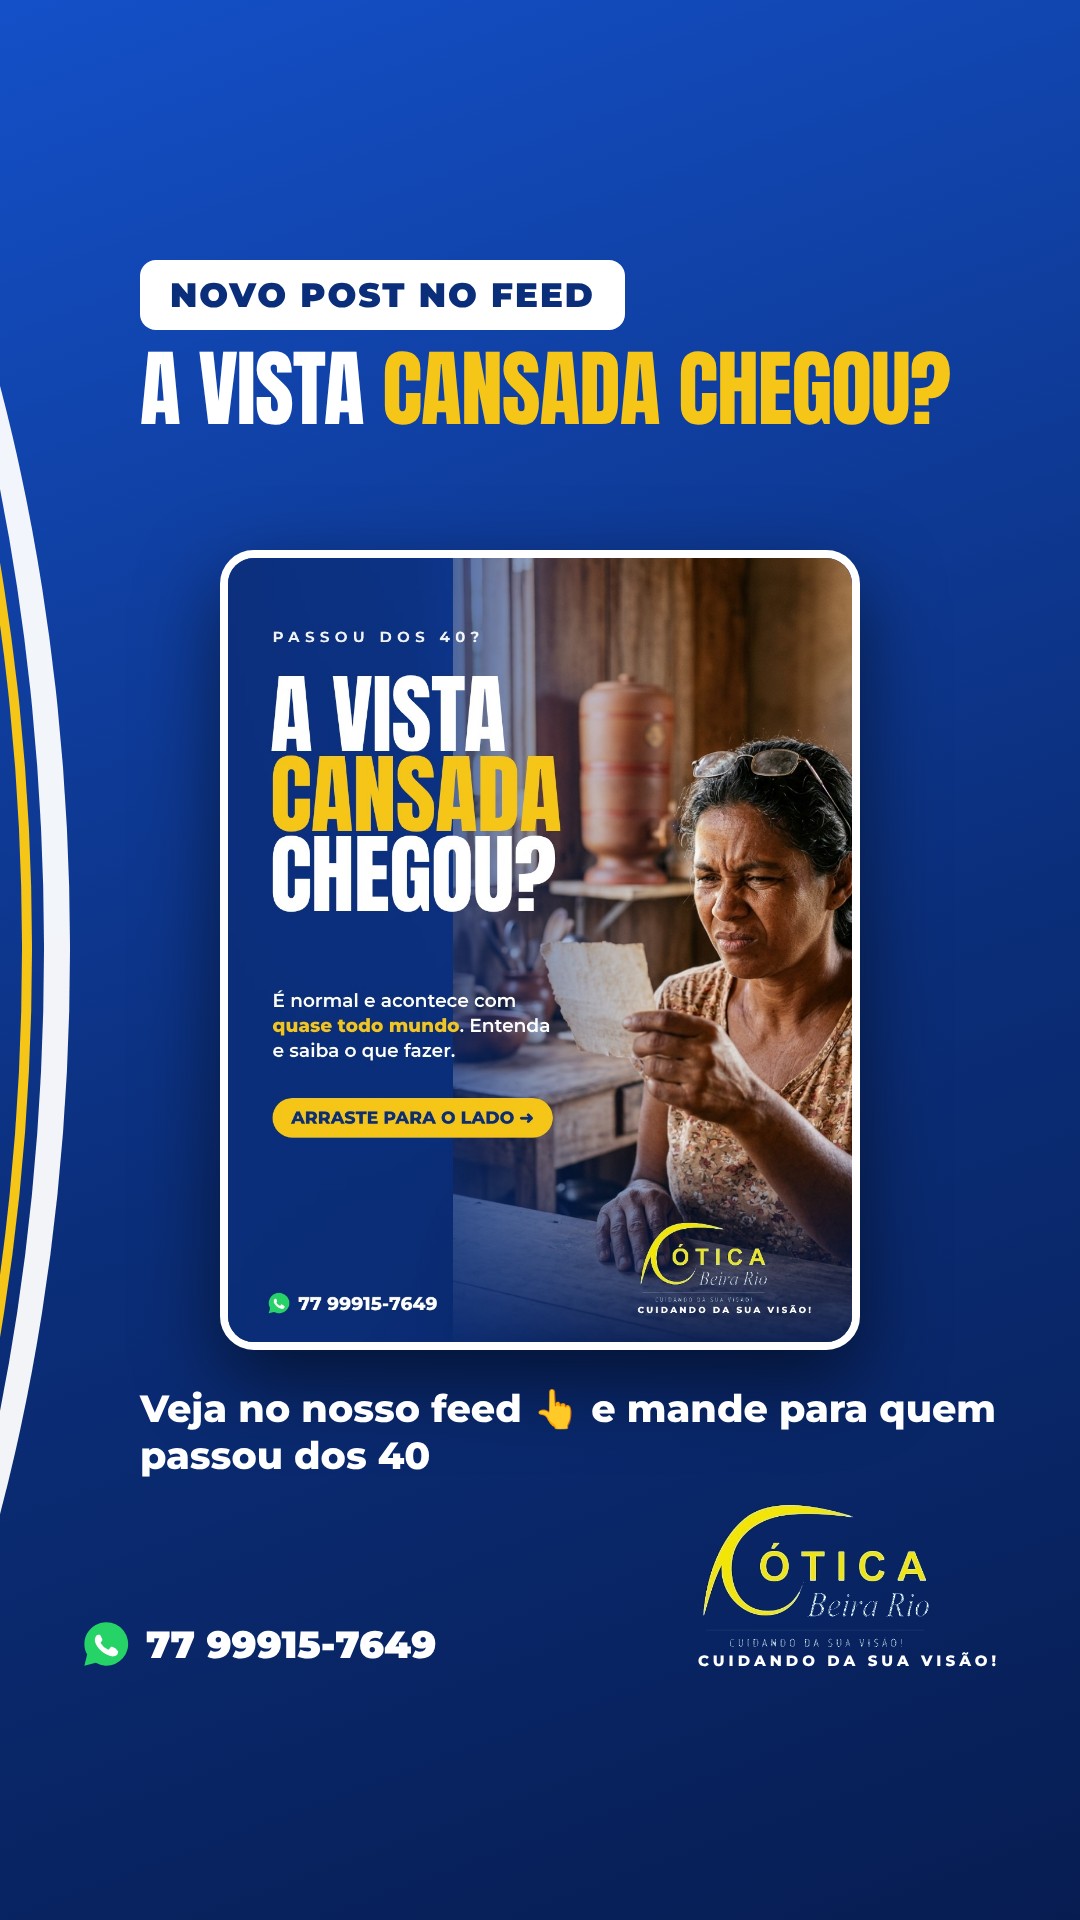 NOVO POST NO FEED
A VISTA CANSADA CHEGOU?
PASSOU DOS 40?
A VISTA
CANSADA
CHEGOU?
É normal e acontece com
quase todo mundo. Entenda
e saiba o que fazer.
ARRASTE PARA O LADO ➜
ÓTICA
Beira Rio
CUIDANDO DA SUA VISÃO!
CUIDANDO DA SUA VISÃO!
77 99915-7649
Veja no nosso feed 👆 e mande para quem
passou dos 40
ÓTICA
Beira Rio
CUIDANDO DA SUA VISÃO!
CUIDANDO DA SUA VISÃO!
77 99915-7649